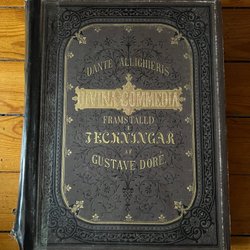 DANTE ALLIGHIERIS
DIVINA COMMEDIA
FRAMSTÄLLD
I
TECKNINGAR
AF
GUSTAVE DORÉ.